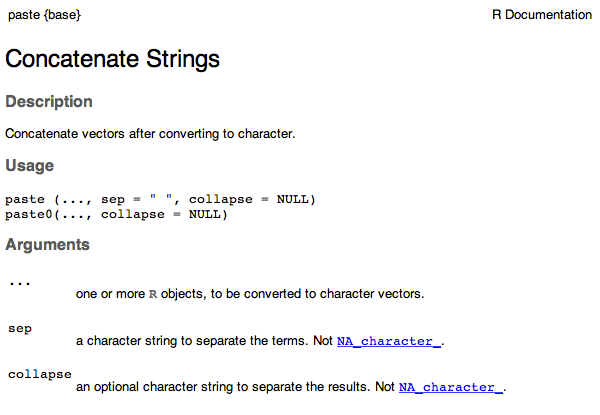 paste {base} R Documentation
Concatenate Strings
Description
Concatenate vectors after converting to character.
Usage
paste (..., sep = " ", collapse = NULL)
paste0(..., collapse = NULL)
Arguments
...
one or more R objects, to be converted to character vectors.
sep
a character string to separate the terms. Not NA_character_.
collapse
an optional character string to separate the results. Not NA_character_.